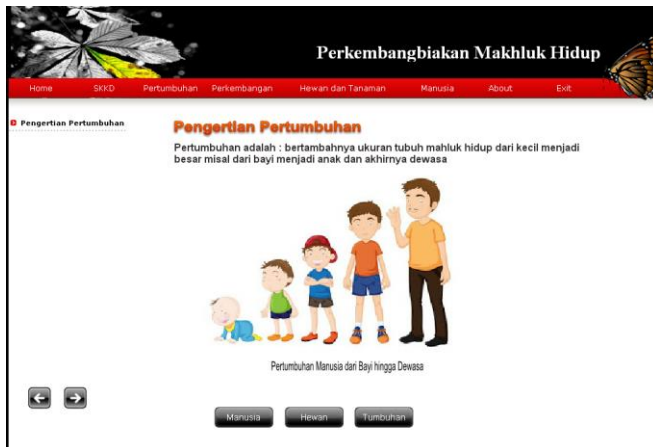 Perkembangbiakan Makhluk Hidup
Home SKKD Pertumbuhan Perkembangan Hewan dan Tanaman Manusia About Exit
Pengertian Pertumbuhan
Pengertian Pertumbuhan
Pertumbuhan adalah : bertambahnya ukuran tubuh mahluk hidup dari kecil menjadi
besar misal dari bayi menjadi anak dan akhirnya dewasa
Pertumbuhan Manusia dari Bayi hingga Dewasa
Manusia Hewan Tumbuhan